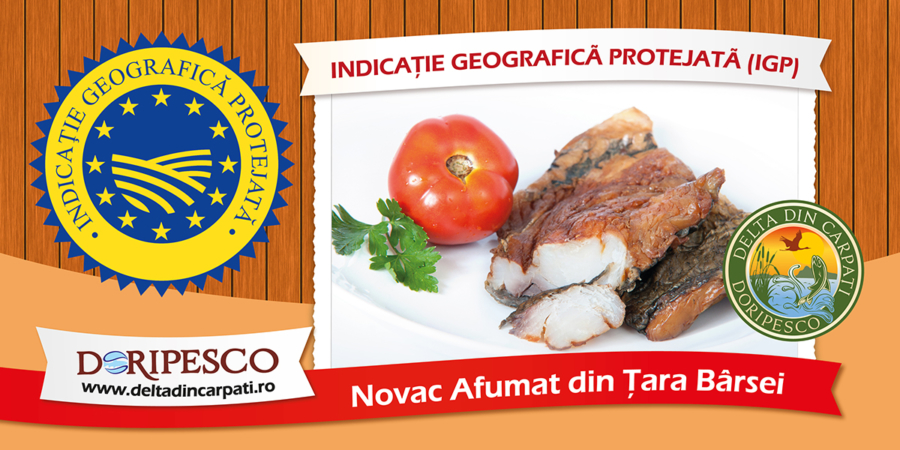 INDICAȚIE GEOGRAFICĂ PROTEJATĂ
INDICAȚIE GEOGRAFICĂ PROTEJATĂ (IGP)
DELTA DIN CARPAȚI
DORIPESCO
DORIPESCO
www.deltadincarpati.ro
Novac Afumat din Țara Bârsei